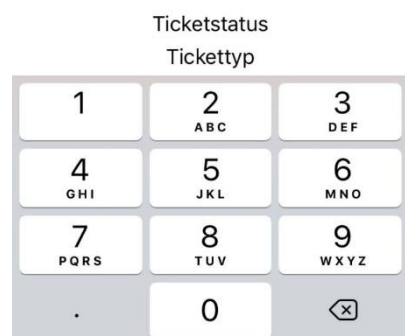 Ticketstatus
Tickettyp
1 2 3
ABC DEF
4 5 6
GHI JKL MNO
7 8 9
PQRS TUV WXYZ
. 0